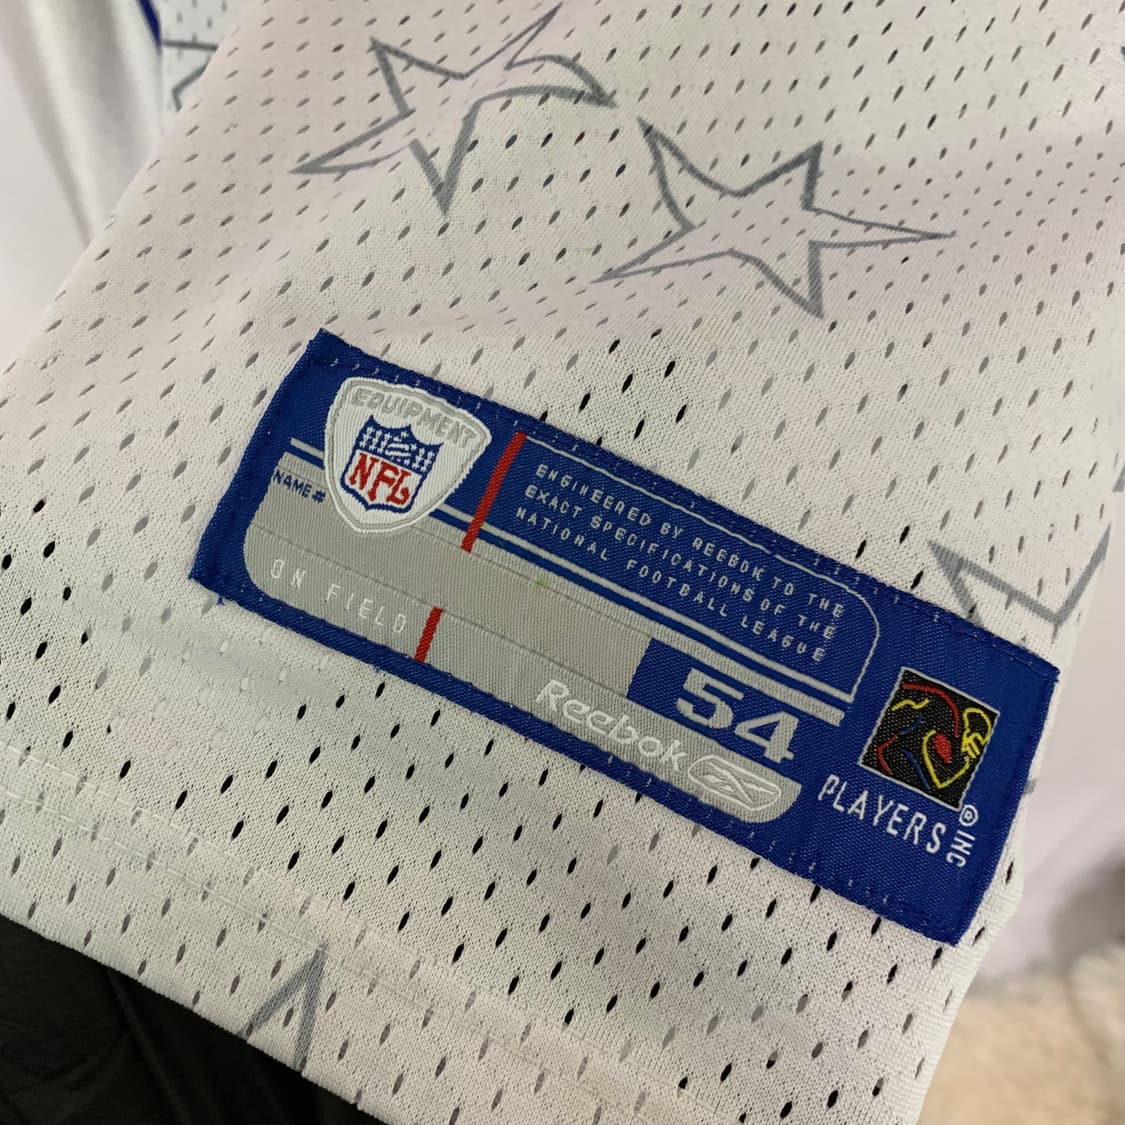 EQUIPMENT
NFL
NAME #
ENGINEERED BY REEBOK TO THE
EXACT SPECIFICATIONS OF THE
NATIONAL FOOTBALL LEAGUE
ON FIELD
54
Reebok
PLAYERS ® INC